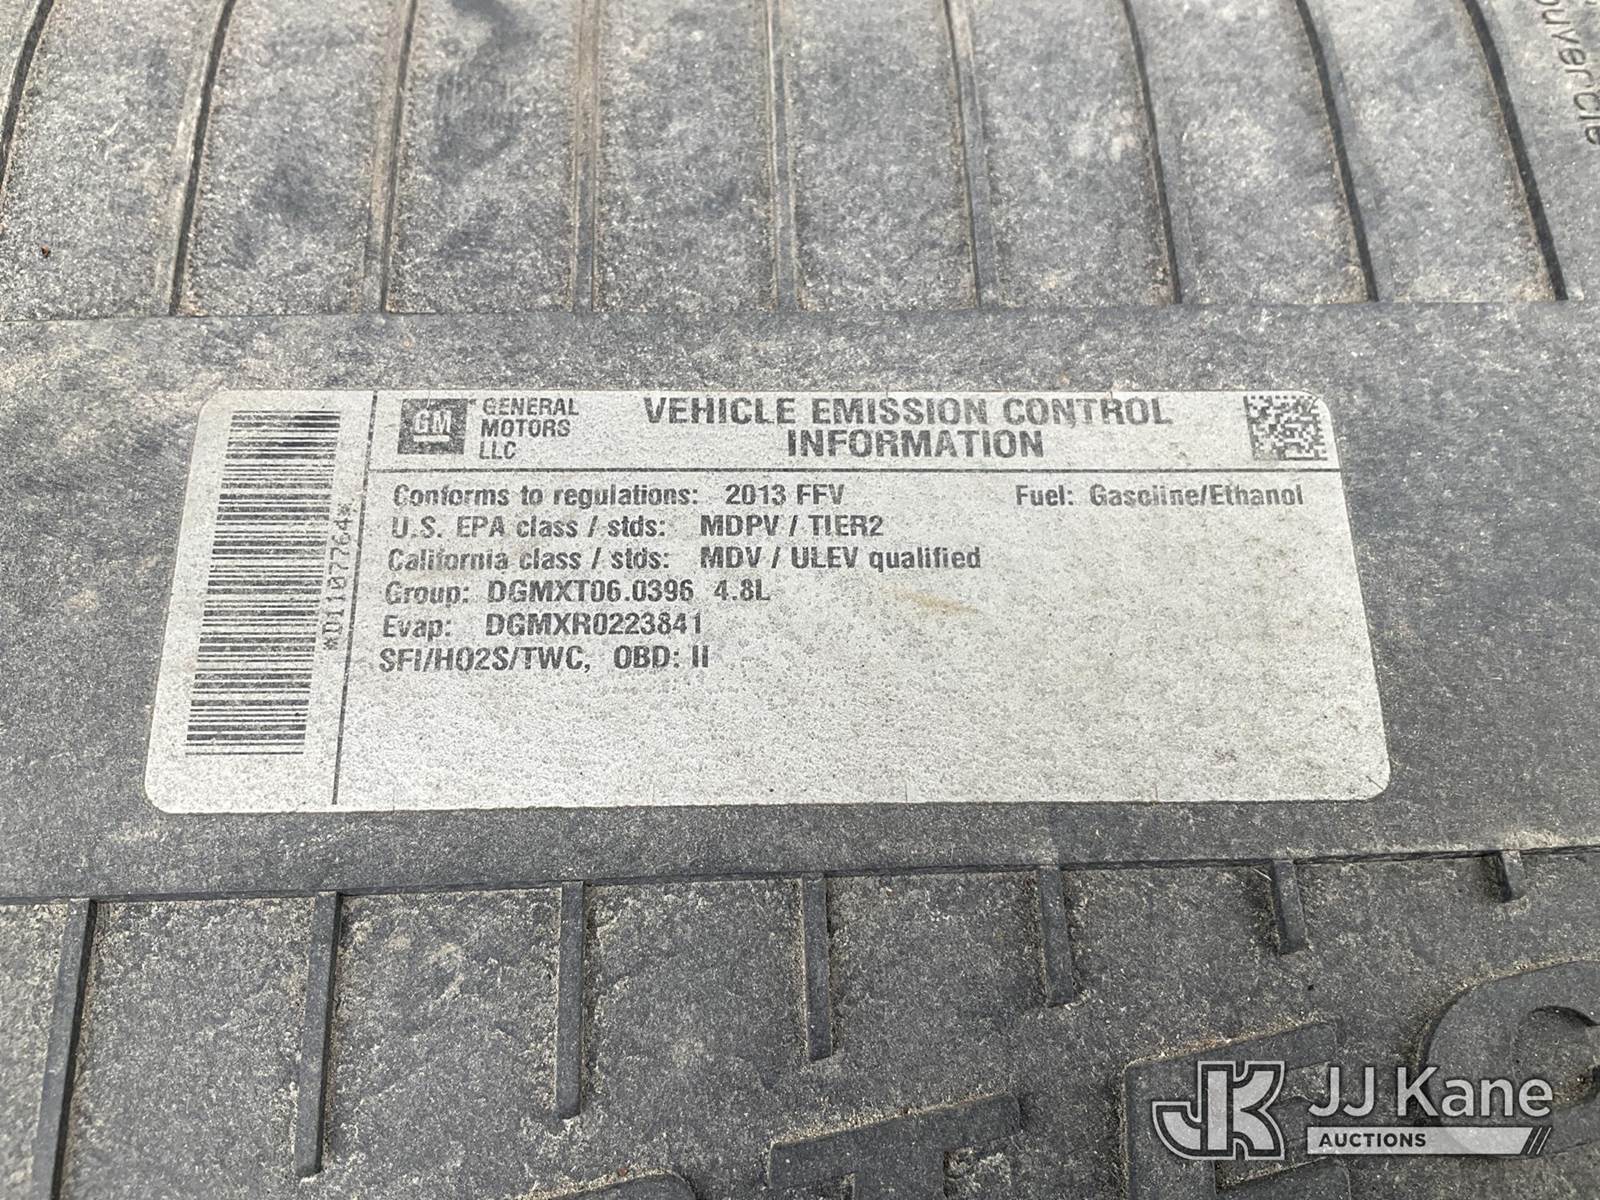 ouvercle
*D1107764*
GM
GENERAL
MOTORS
LLC
VEHICLE EMISSION CONTROL
INFORMATION
Conforms to regulations: 2013 FFV Fuel: Gasoline/Ethanol
U.S. EPA class / stds: MDPV / TIER2
California class / stds: MDV / ULEV qualified
Group: DGMXT06.0396 4.8L
Evap: DGMXR0223841
SFI/HO2S/TWC, OBD: II
JK JJ Kane
AUCTIONS